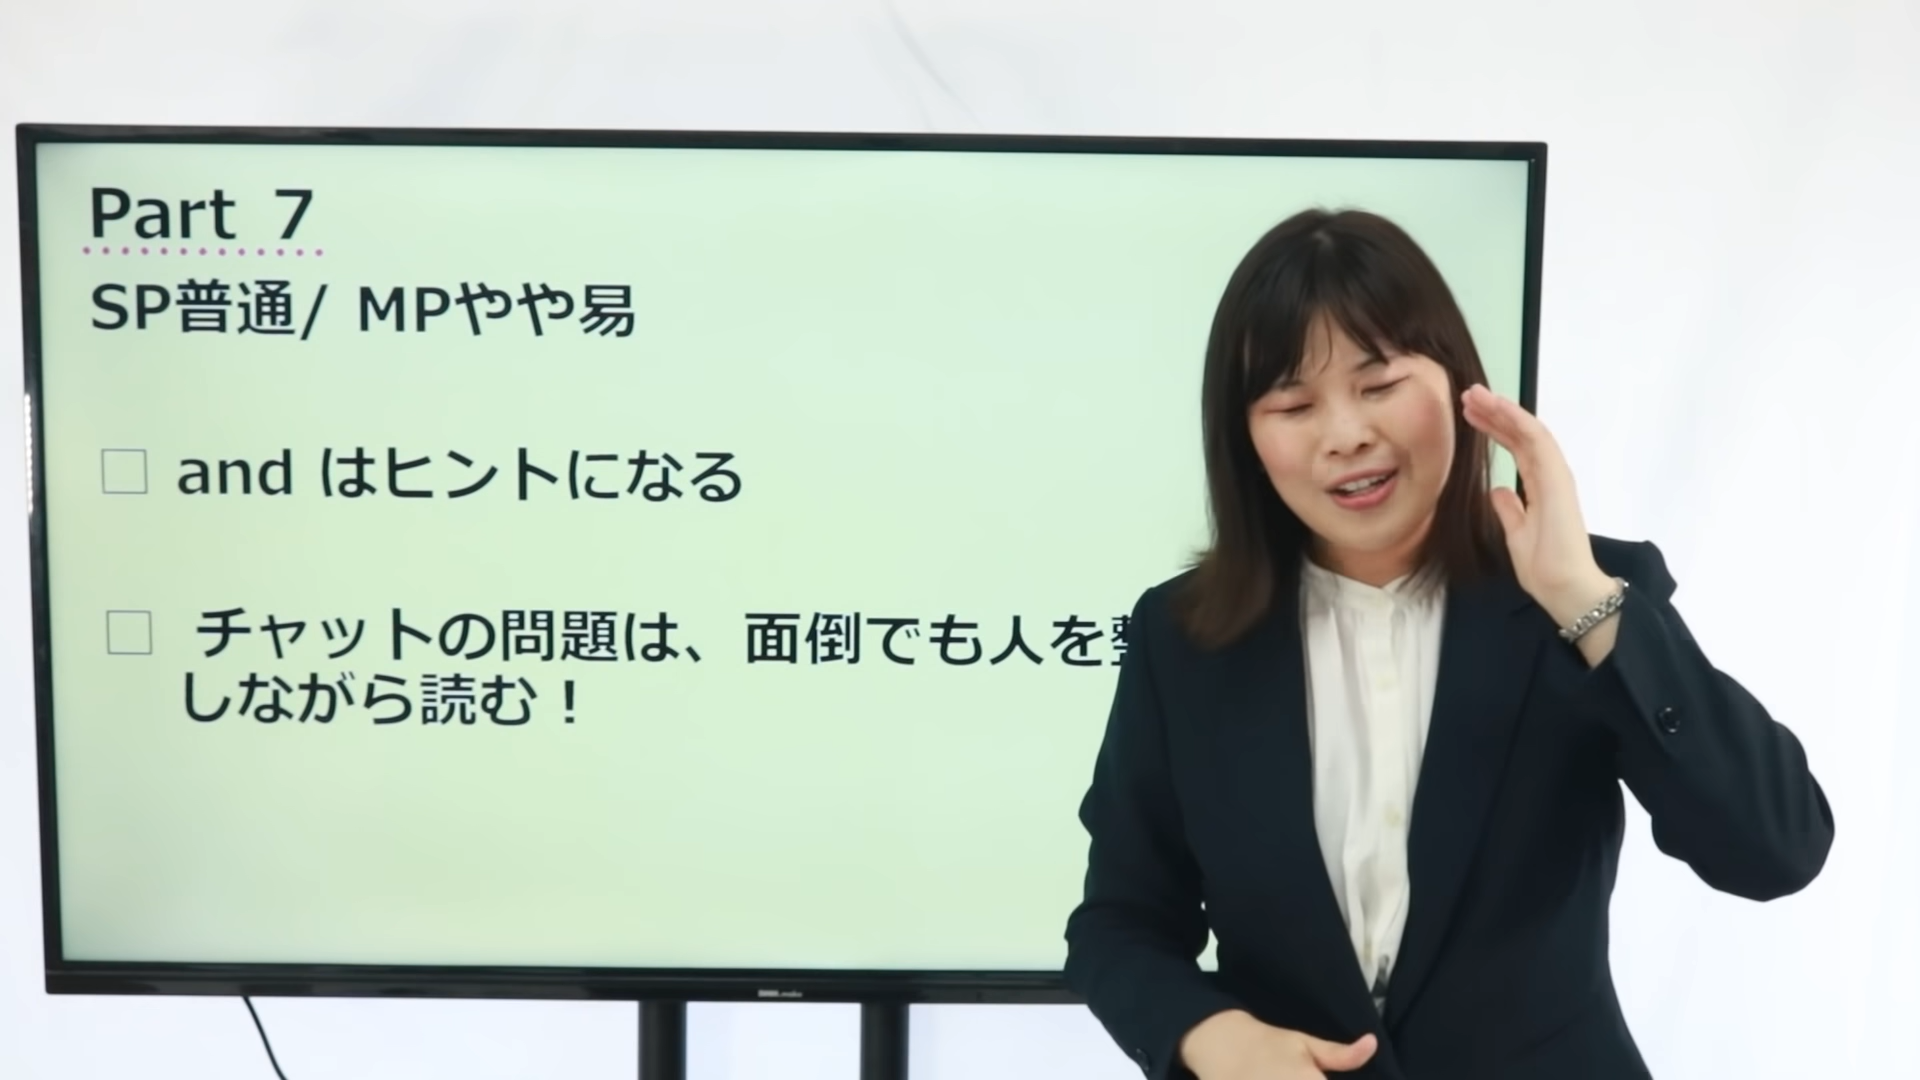 Part 7
SP普通/ MPやや易
□ and はヒントになる
□ チャットの問題は、面倒でも人を
しながら読む！